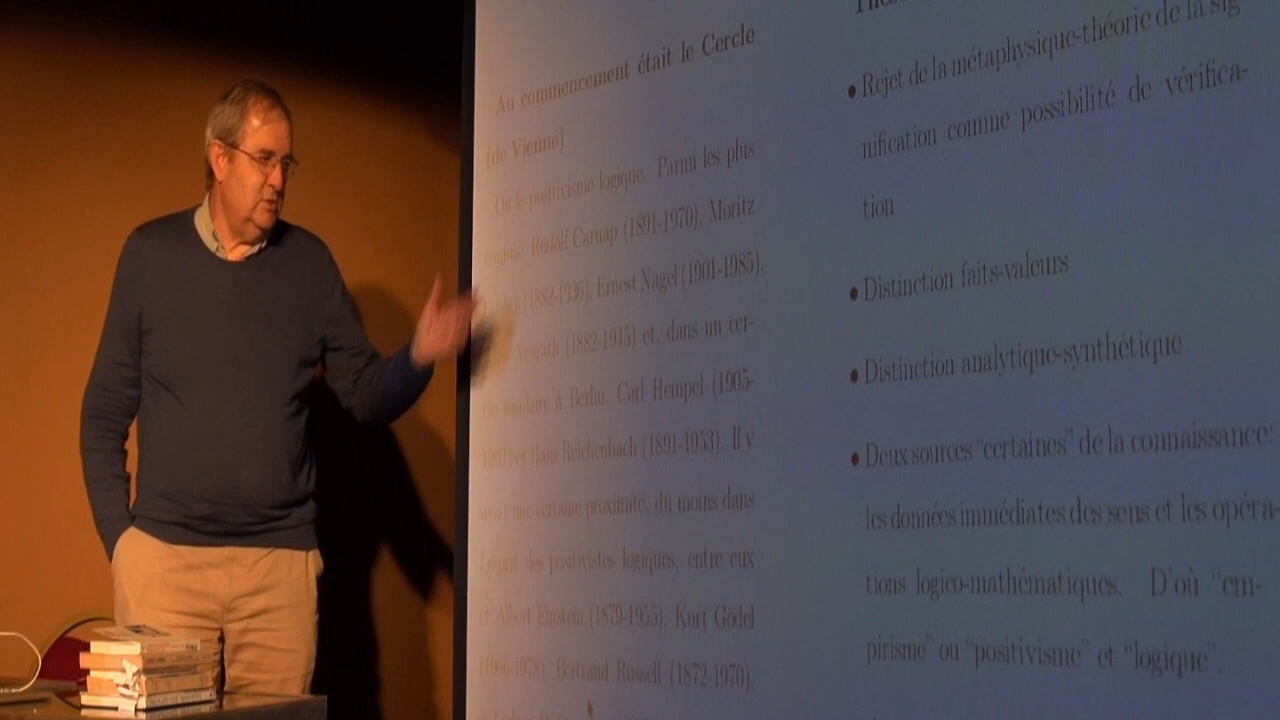 Au commencement était le Cercle
(de Vienne)
Ou le positivisme logique. Parmi les plus
connus: Rudolf Carnap (1891-1970), Moritz
(1882-1936), Ernest Nagel (1901-1985),
Neurath (1882-1945) et, dans un cer-
cle similaire à Berlin. Carl Hempel (1905-
1997) et Hans Reichenbach (1891-1953). Il y
avait une certaine proximité, du moins dans
l'esprit des positivistes logiques, entre eux
et Albert Einstein (1879-1955), Kurt Gödel
(1906-1978), Bertrand Russell (1872-1970),
• Rejet de la métaphysique-théorie de la sig-
nification comme possibilité de vérifica-
tion
• Distinction faits-valeurs
• Distinction analytique-synthétique
• Deux sources "certaines" de la connaissance:
les données immédiates des sens et les opéra-
tions logico-mathématiques. D'où "em-
pirisme" ou "positivisme" et "logique".